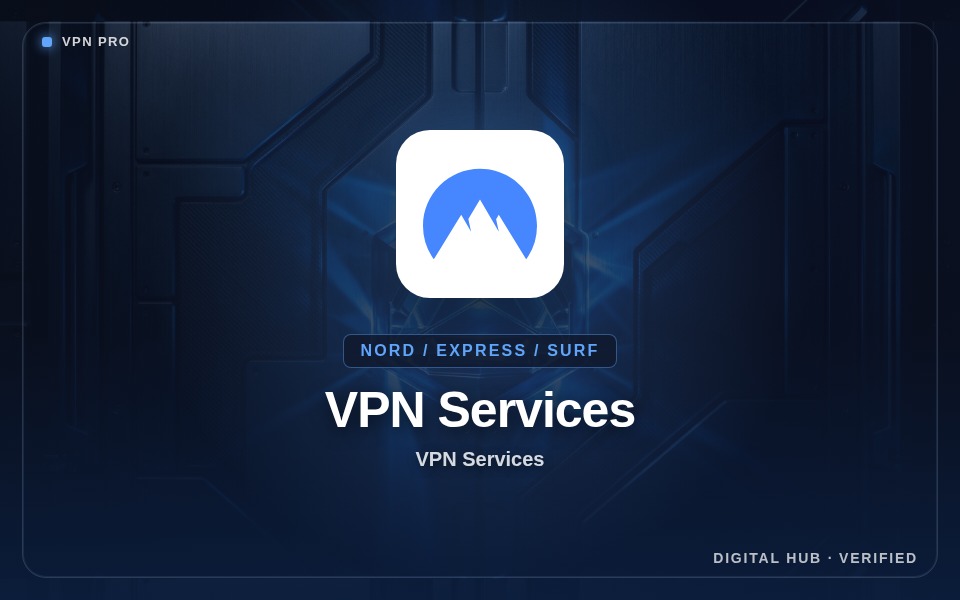 VPN PRO
NORD / EXPRESS / SURF
VPN Services
VPN Services
DIGITAL HUB · VERIFIED